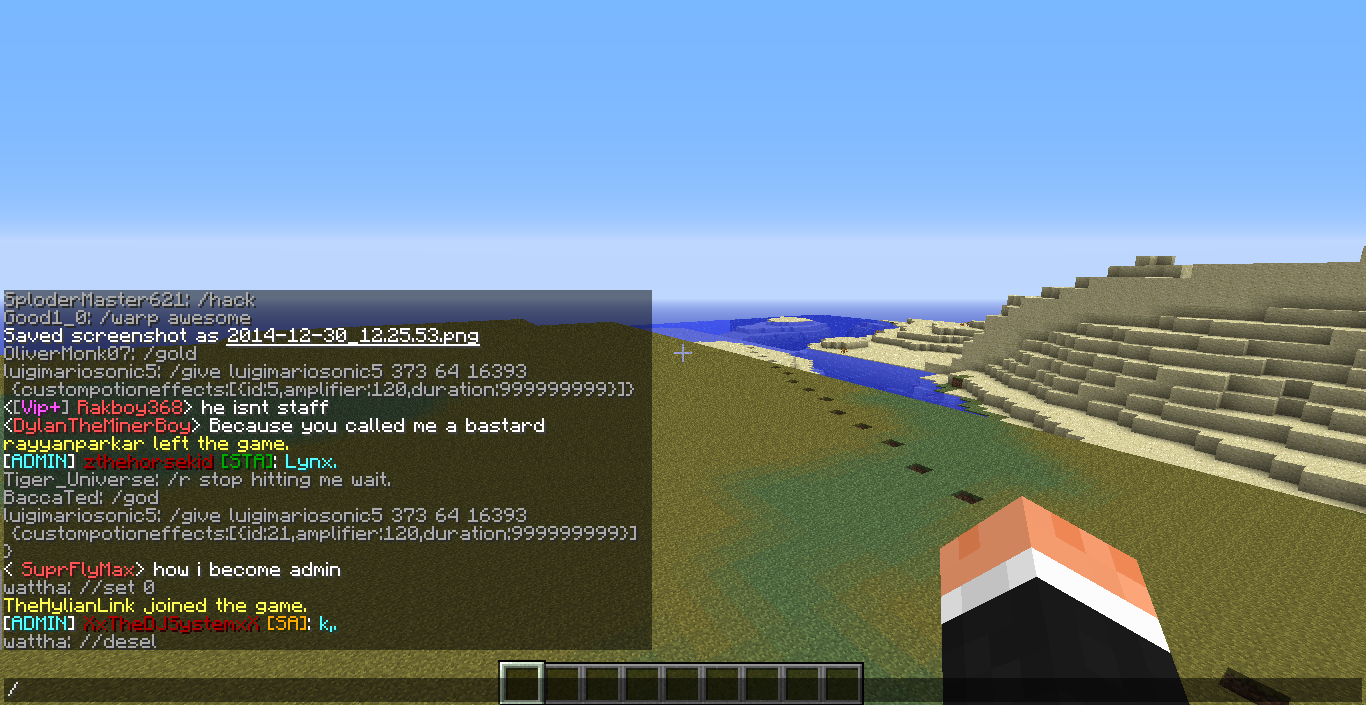 SploderMaster621: /hack
Good1_0: /warp awesome
Saved screenshot as 2014-12-30_12.25.53.png
OliverMonk07: /gold
luigimariosonic5: /give luigimariosonic5 373 64 16393
{custompotioneffects:[{id:5,amplifier:120,duration:999999999}]}
<[Vip+] Rakboy368> he isnt staff
<DylanTheMinerBoy> Because you called me a bastard
rayyanparkar left the game.
[ADMIN] zthehorsekid [STA]: Lynx.
Tiger_Universe: /r stop hitting me wait.
BaccaTed: /god
luigimariosonic5: /give luigimariosonic5 373 64 16393
{custompotioneffects:[{id:21,amplifier:120,duration:999999999}]
}
< SuprFlyMax> how i become admin
wattha: //set 0
TheHylianLink joined the game.
[ADMIN] XxTheDJSystemxX [SA]: k,.
wattha: //desel
/